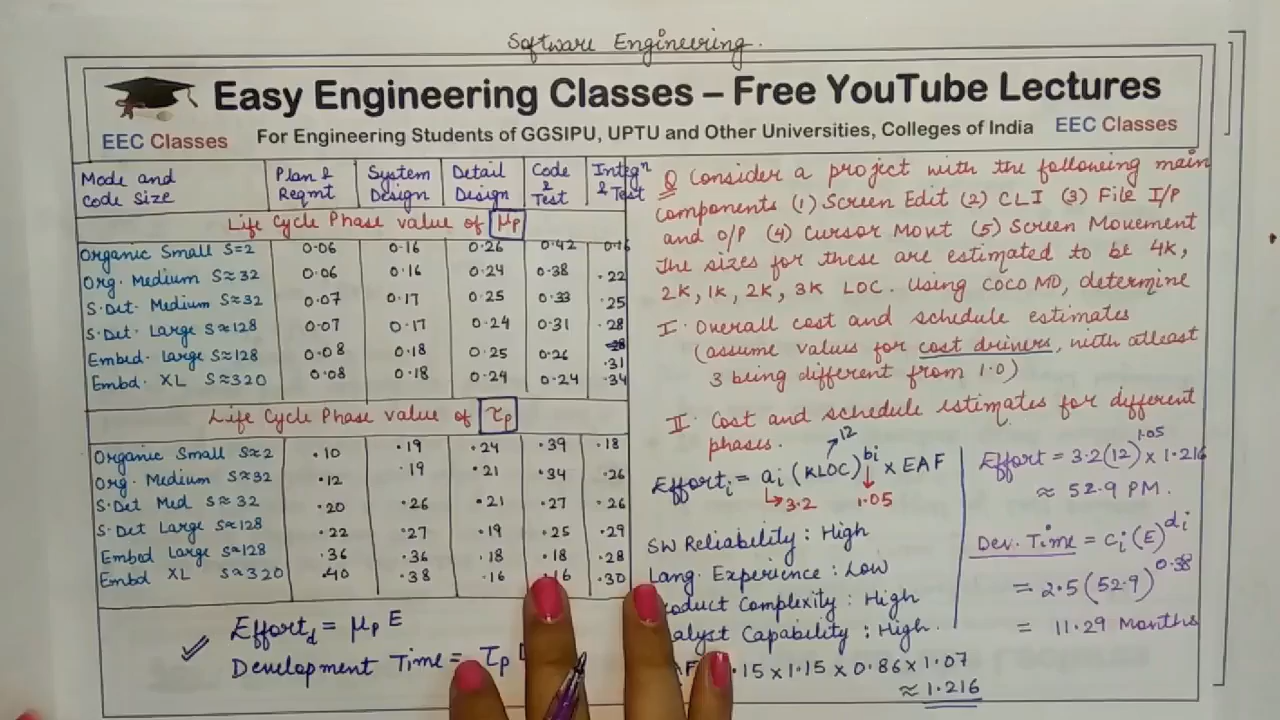 Software Engineering.
Easy Engineering Classes – Free YouTube Lectures
EEC Classes For Engineering Students of GGSIPU, UPTU and Other Universities, Colleges of India EEC Classes
Mode and Code Size Plan & Reqmt System Design Detail Design Code & Test Integⁿ & Test
Life Cycle Phase value of μp
Organic Small S≈2 0.06 0.16 0.26 0.42 0.16
Org. Medium S≈32 0.06 0.16 0.24 0.38 .22
S.Det. Medium S≈32 0.07 0.17 0.25 0.33 .25
S.Det. Large S≈128 0.07 0.17 0.24 0.31 .28
Embed. Large S≈128 0.08 0.18 0.25 0.26 .31
Embd. XL S≈320 0.08 0.18 0.24 0.24 .34
Life Cycle Phase value of τp
Organic Small S≈2 .10 .19 .24 .39 .18
Org. Medium S≈32 .12 .19 .21 .34 .26
S.Det Med S≈32 .20 .26 .21 .27 .26
S.Det Large S≈128 .22 .27 .19 .25 .29
Embed Large S≈128 .36 .36 .18 .18 .28
Embd XL S≈320 .40 .38 .16 .16 .30
✓ Effortd = μp E
Development Time = τp
Q Consider a project with the following main
components (1) Screen Edit (2) CLI (3) File I/P
and O/P (4) Cursor Movt (5) Screen Movement
The sizes for these are estimated to be 4K,
2K, 1K, 2K, 3K LOC. Using COCOMO, determine
I. Overall cost and schedule estimates
(assume values for cost drivers, with atleast
3 being different from 1.0)
II. Cost and schedule estimates for different
phases.
Efforti = ai (KLOC)^bi × EAF
12
3.2 1.05
SW Reliability : High
Lang. Experience : Low
Product Complexity : High
Analyst Capability : High.
.15 × 1.15 × 0.86 × 1.07
≈ 1.216
Effort = 3.2(12)^1.05 × 1.216
≈ 52.9 PM.
Dev. Time = ci (E)^di
= 2.5 (52.9)^0.38
= 11.29 Months